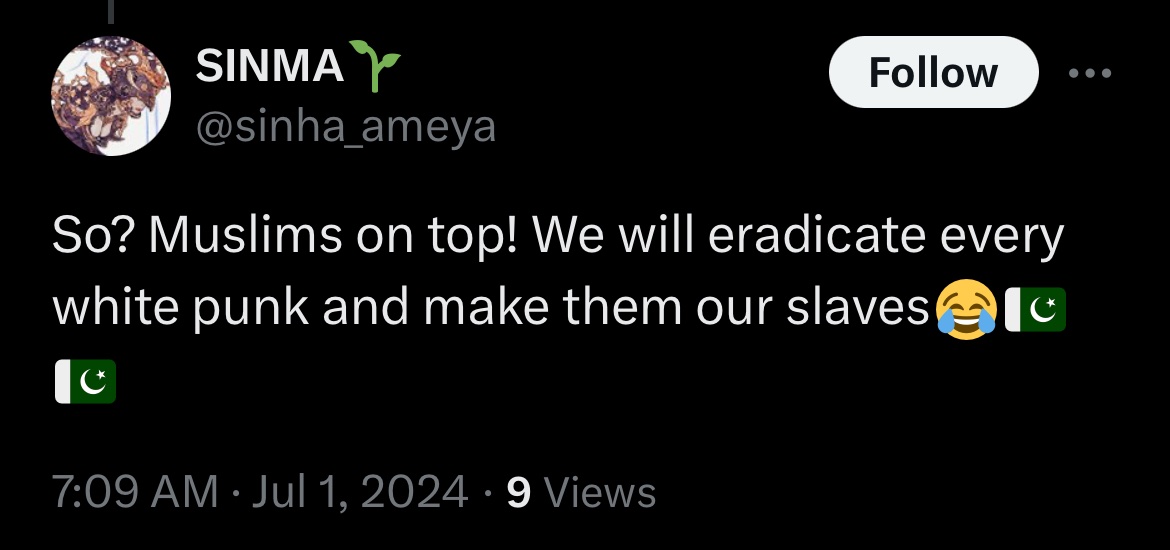 SINMA🌱
Follow
@sinha_ameya
So? Muslims on top! We will eradicate every
white punk and make them our slaves😂🇵🇰
🇵🇰
7:09 AM · Jul 1, 2024 · 9 Views